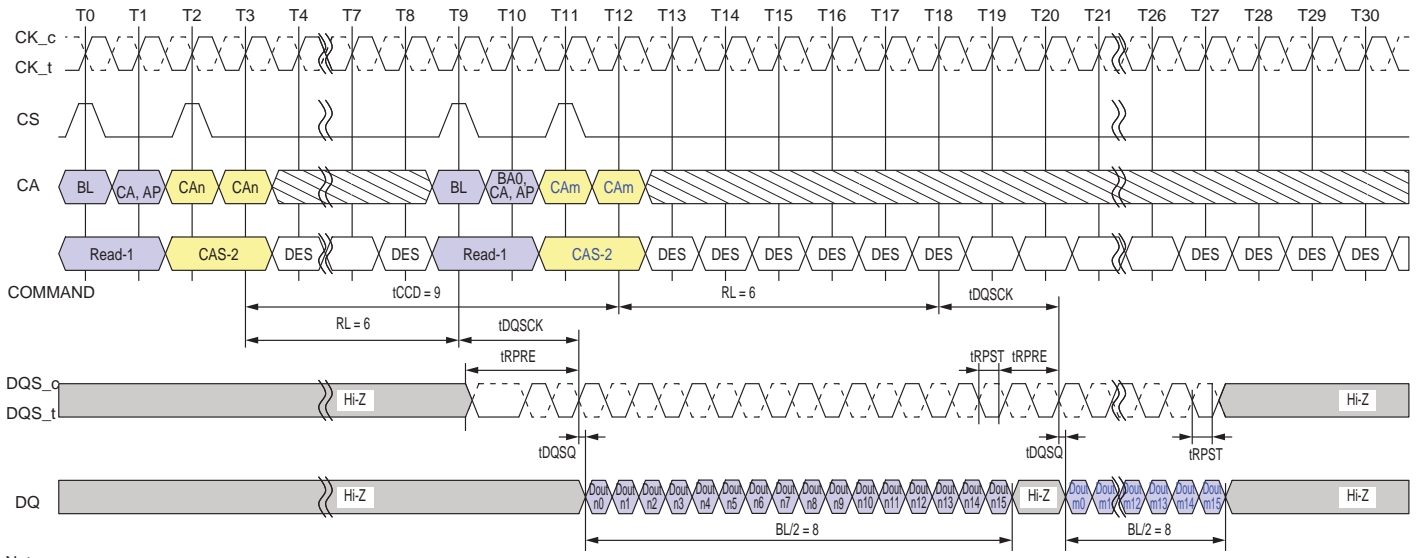 T0 T1 T2 T3 T4 T7 T8 T9 T10 T11 T12 T13 T14 T15 T16 T17 T18 T19 T20 T21 T26 T27 T28 T29 T30
CK_c
CK_t
CS
CA BL CA, AP CAn CAn BL BA0, CA, AP CAm CAm
Read-1 CAS-2 DES DES Read-1 CAS-2 DES DES DES DES DES DES DES DES DES DES
COMMAND
tCCD = 9 RL = 6 tDQSCK
RL = 6 tDQSCK
tRPRE tRPST tRPRE
DQS_c
DQS_t
Hi-Z Hi-Z
tDQSQ tDQSQ tRPST
DQ Hi-Z Dout n0 Dout n1 Dout n2 Dout n3 Dout n4 Dout n5 Dout n6 Dout n7 Dout n8 Dout n9 Dout n10 Dout n11 Dout n12 Dout n13 Dout n14 Dout n15 Hi-Z Dout m0 Dout m1 Dout m12 Dout m13 Dout m14 Dout m15 Hi-Z
BL/2 = 8 BL/2 = 8